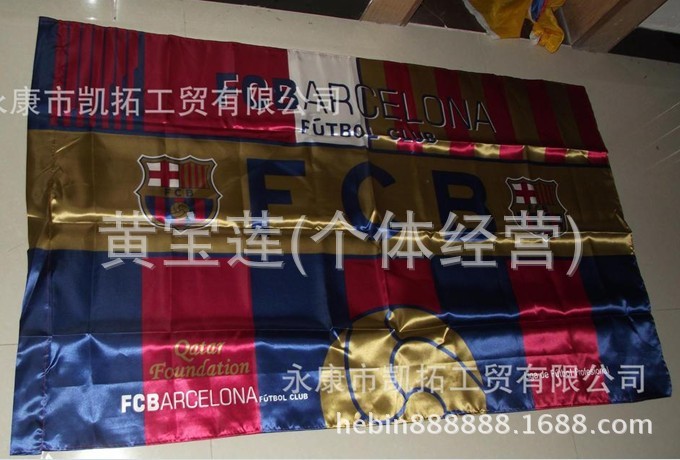 FCBARCELONA
FÚTBOL CLUB
永康市凯拓工贸有限公司
FCB
FCB
黄宝莲(个体经营)
Qatar
Foundation
永康市凯拓工贸有限公司
FCBARCELONA FÚTBOL CLUB
hebin888888.1688.com